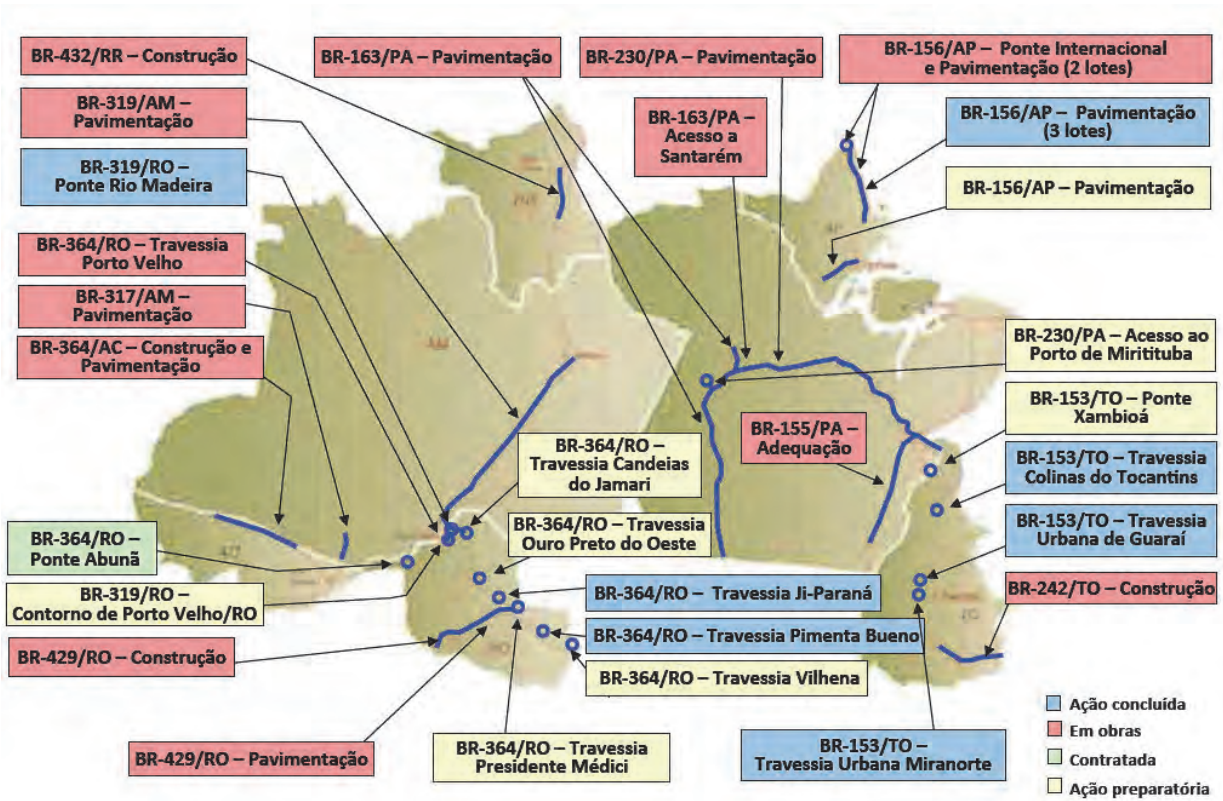 BR-432/RR – Construção
BR-163/PA – Pavimentação
BR-230/PA – Pavimentação
BR-156/AP – Ponte Internacional
e Pavimentação (2 lotes)
BR-319/AM –
Pavimentação
BR-163/PA –
Acesso a
Santarém
BR-156/AP – Pavimentação
(3 lotes)
BR-319/RO –
Ponte Rio Madeira
BR-156/AP – Pavimentação
BR-364/RO – Travessia
Porto Velho
BR-317/AM –
Pavimentação
BR-364/AC – Construção e
Pavimentação
BR-230/PA – Acesso ao
Porto de Miritituba
BR-153/TO – Ponte
Xambioá
BR-155/PA –
Adequação
BR-364/RO –
Travessia Candeias
do Jamari
BR-153/TO – Travessia
Colinas do Tocantins
BR-364/RO –
Ponte Abunã
BR-364/RO – Travessia
Ouro Preto do Oeste
BR-153/TO – Travessia
Urbana de Guaraí
BR-319/RO –
Contorno de Porto Velho/RO
BR-364/RO – Travessia Ji-Paraná
BR-242/TO – Construção
BR-364/RO – Travessia Pimenta Bueno
BR-429/RO – Construção
BR-364/RO – Travessia Vilhena
BR-429/RO – Pavimentação
BR-364/RO – Travessia
Presidente Médici
BR-153/TO –
Travessia Urbana Miranorte
Ação concluída
Em obras
Contratada
Ação preparatória